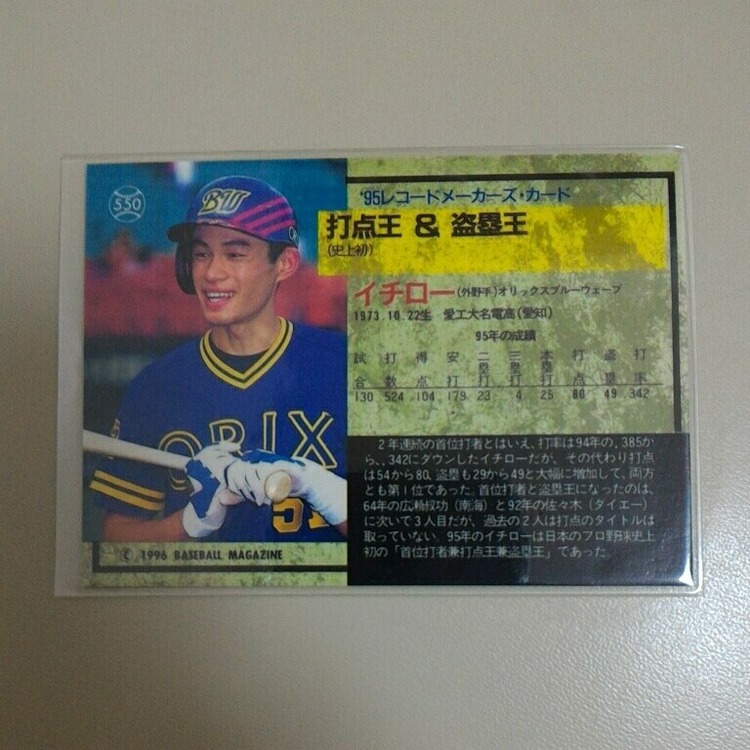 550
BW
'95レコードメーカーズ・カード
打点王 & 盗塁王
(史上初)
イチロー(外野手)オリックスブルーウェーブ
1973.10.22生 愛工大名電高(愛知)
95年の成績
試合 打数 得点 安打 二塁打 三塁打 本塁打 打点 盗塁 打率
130 524 104 179 23 4 25 80 49 .342
ORIX
51
2年連続の首位打者とはいえ、打率は94年の、.385か
ら、.342にダウンしたイチローだが、その代わり打点
は54から80、盗塁も29から49と大幅に増加して、両方
とも第1位であった。首位打者と盗塁王になったのは、
64年の広瀬叔功(南海)と92年の佐々木(ダイエー)
に次いで3人目だが、過去の2人は打点のタイトルは
取っていない。95年のイチローは日本のプロ野球史上
初の「首位打者兼打点王兼盗塁王」であった。
© 1996 BASEBALL MAGAZINE